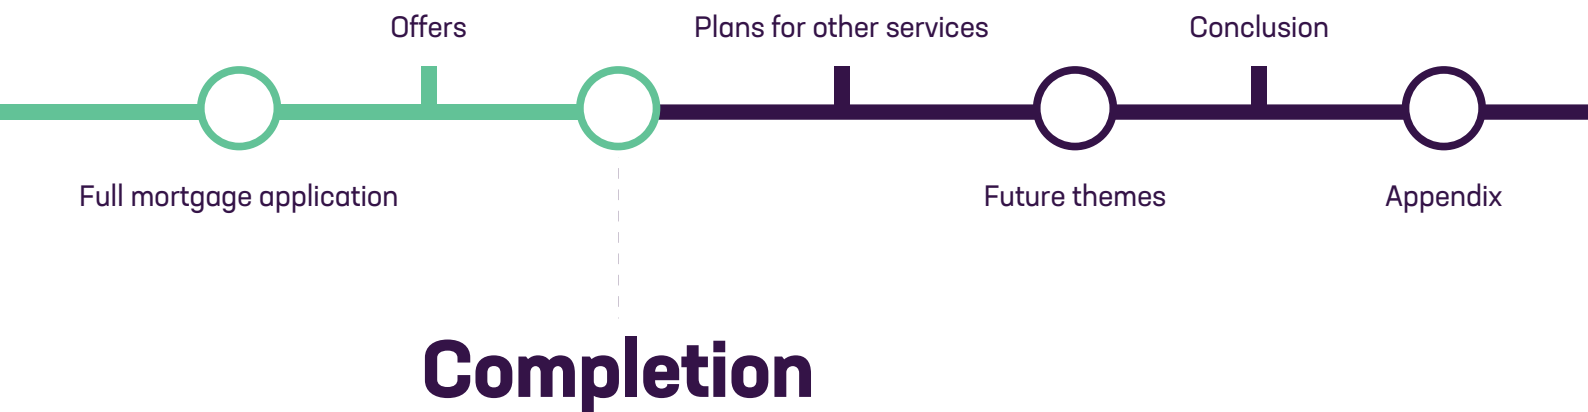 Offers
Plans for other services
Conclusion
Full mortgage application
Future themes
Appendix
Completion